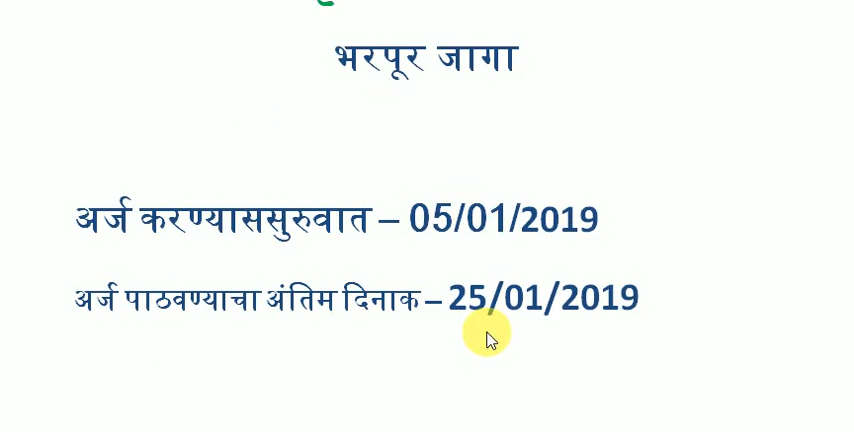 भरपूर जागा
अर्ज करण्याससुरुवात – 05/01/2019
अर्ज पाठवण्याचा अंतिम दिनाक – 25/01/2019